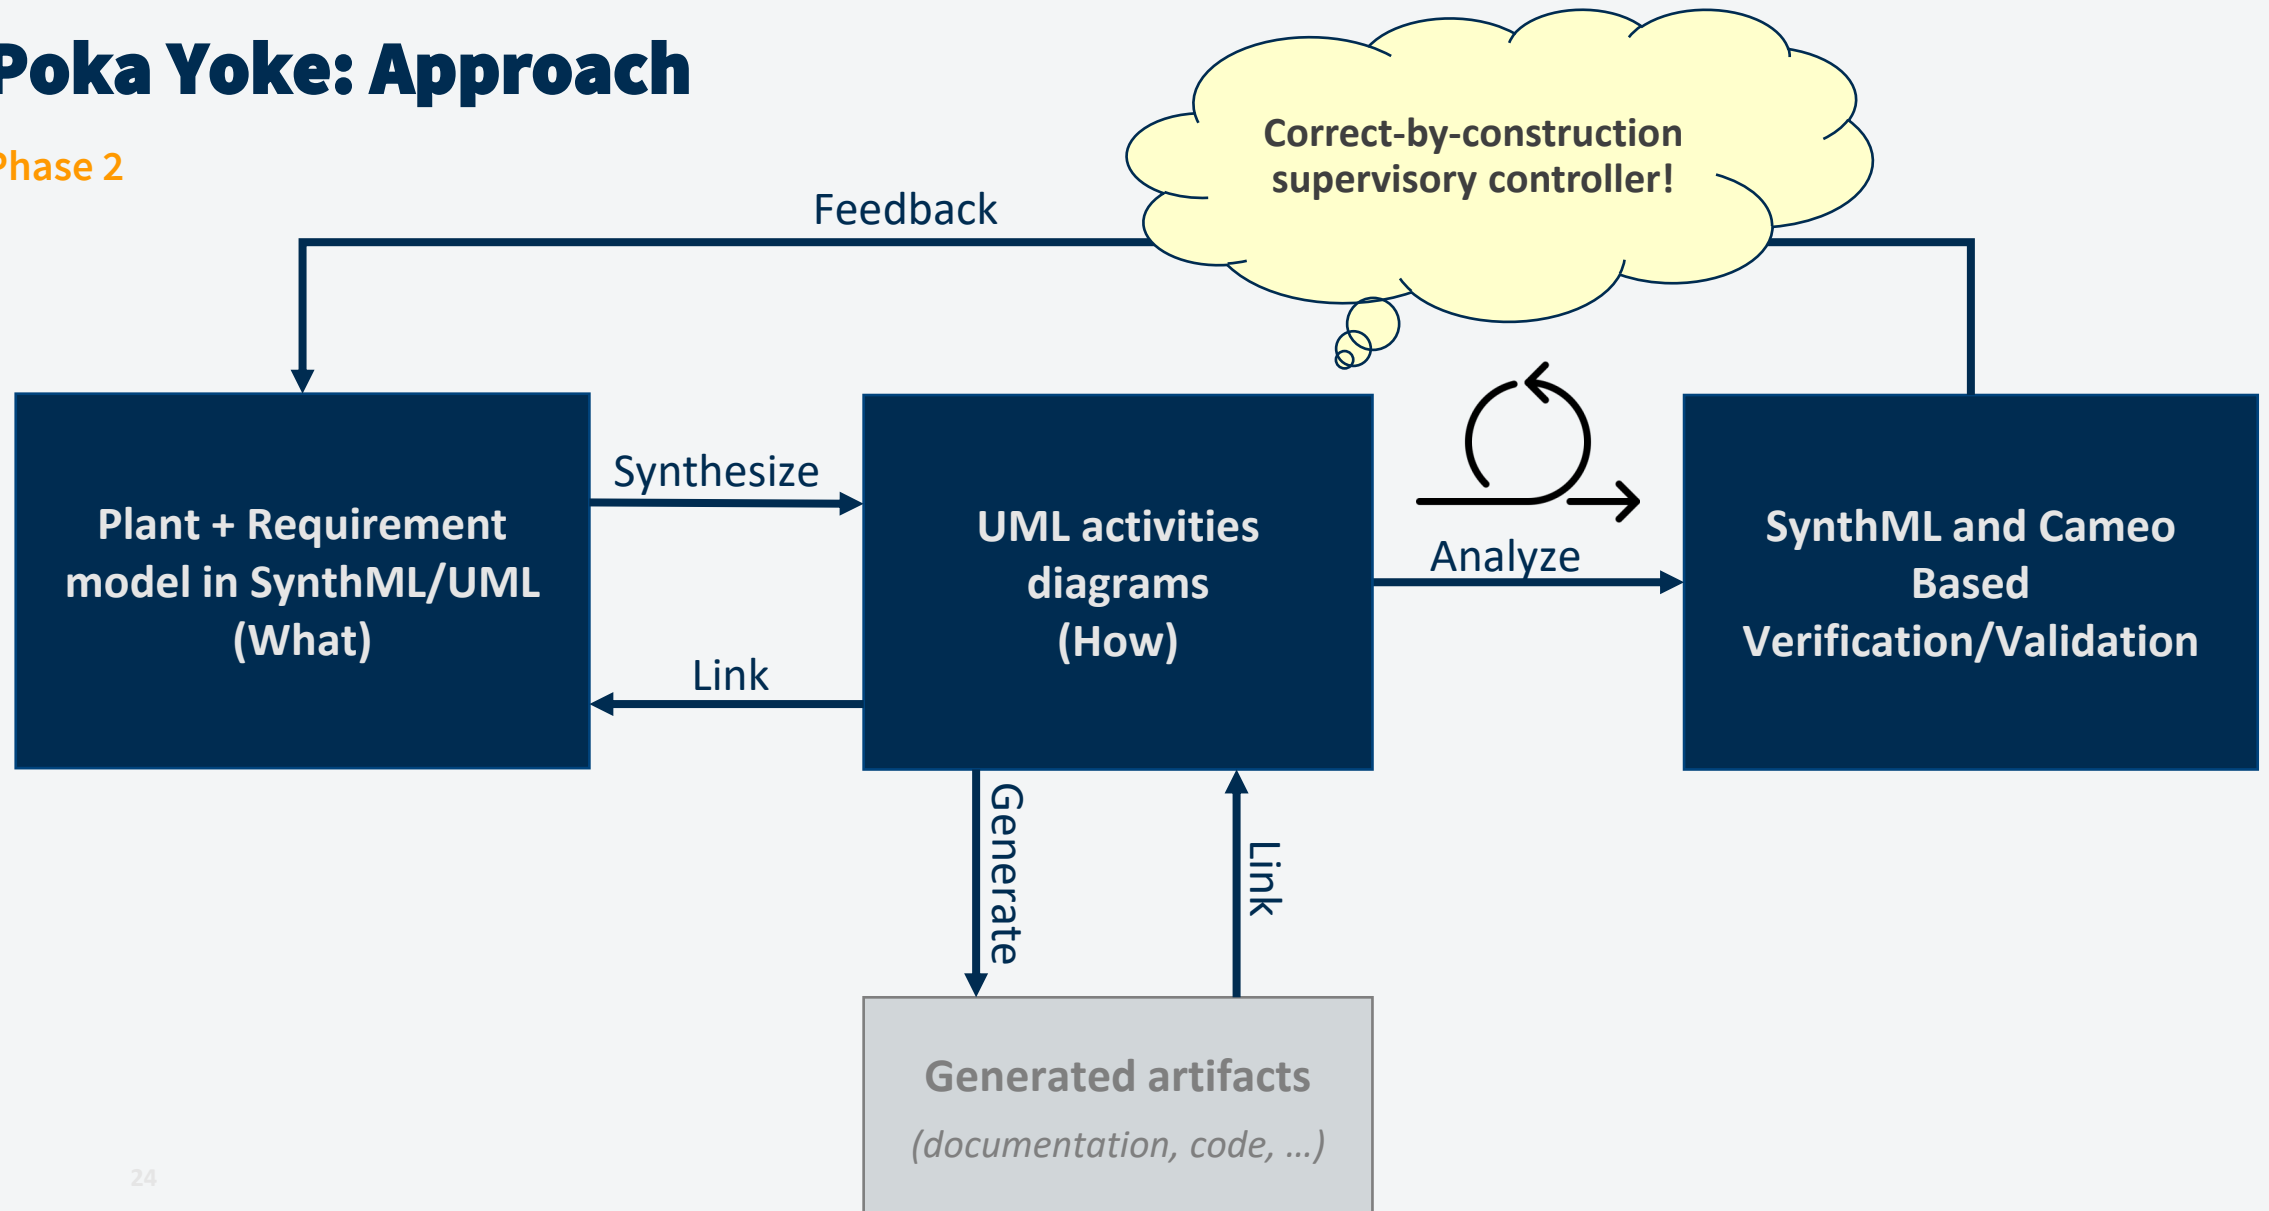 Poka Yoke: Approach
Phase 2
Correct-by-construction
supervisory controller!
Feedback
Plant + Requirement
model in SynthML/UML
(What)
Synthesize
Link
UML activities
diagrams
(How)
Analyze
SynthML and Cameo
Based
Verification/Validation
Generate
Link
Generated artifacts
(documentation, code, ...)
24